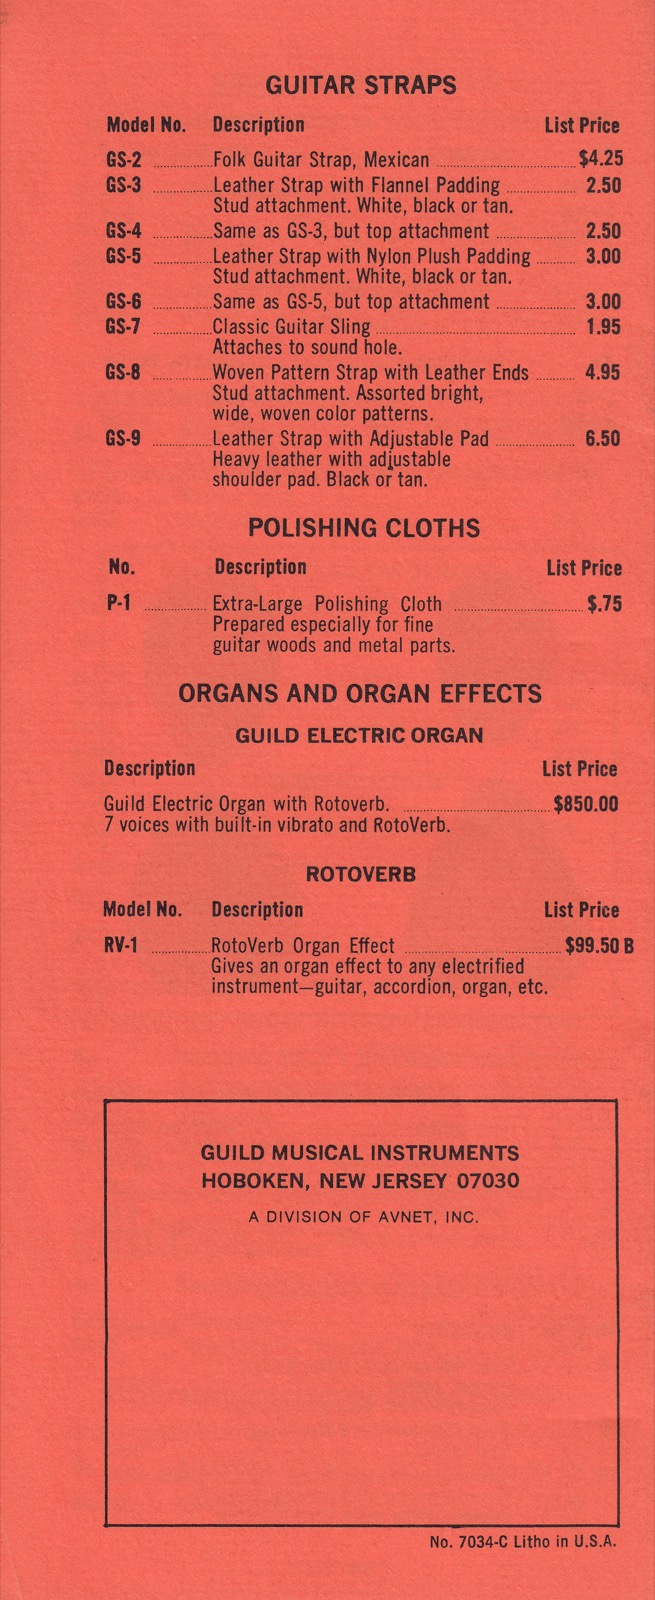 GUITAR STRAPS
Model No. Description List Price
GS-2 ............... Folk Guitar Strap, Mexican ............... $4.25
GS-3 ............... Leather Strap with Flannel Padding ............... 2.50
Stud attachment. White, black or tan.
GS-4 ............... Same as GS-3, but top attachment ............... 2.50
GS-5 ............... Leather Strap with Nylon Plush Padding ............... 3.00
Stud attachment. White, black or tan.
GS-6 ............... Same as GS-5, but top attachment ............... 3.00
GS-7 ............... Classic Guitar Sling ............... 1.95
Attaches to sound hole.
GS-8 ............... Woven Pattern Strap with Leather Ends ............... 4.95
Stud attachment. Assorted bright,
wide, woven color patterns.
GS-9 ............... Leather Strap with Adjustable Pad ............... 6.50
Heavy leather with adjustable
shoulder pad. Black or tan.
POLISHING CLOTHS
No. Description List Price
P-1 ............... Extra-Large Polishing Cloth ............... $.75
Prepared especially for fine
guitar woods and metal parts.
ORGANS AND ORGAN EFFECTS
GUILD ELECTRIC ORGAN
Description List Price
Guild Electric Organ with Rotoverb. ............... $850.00
7 voices with built-in vibrato and RotoVerb.
ROTOVERB
Model No. Description List Price
RV-1 ............... RotoVerb Organ Effect ............... $99.50 B
Gives an organ effect to any electrified
instrument—guitar, accordion, organ, etc.
GUILD MUSICAL INSTRUMENTS
HOBOKEN, NEW JERSEY 07030
A DIVISION OF AVNET, INC.
No. 7034-C Litho in U.S.A.